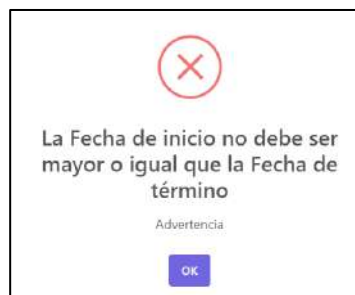 La Fecha de inicio no debe ser
mayor o igual que la Fecha de
término
Advertencia
OK